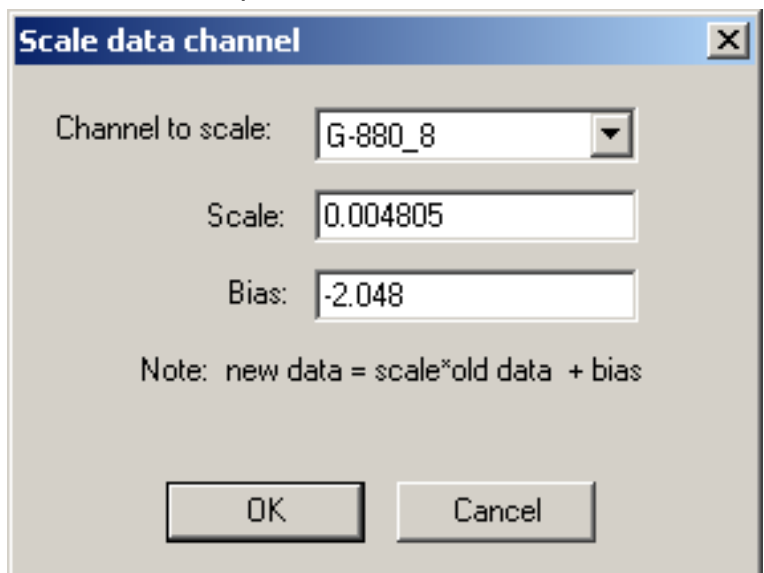 Scale data channel
Channel to scale: G-880_8
Scale: 0.004805
Bias: -2.048
Note: new data = scale*old data + bias
OK Cancel